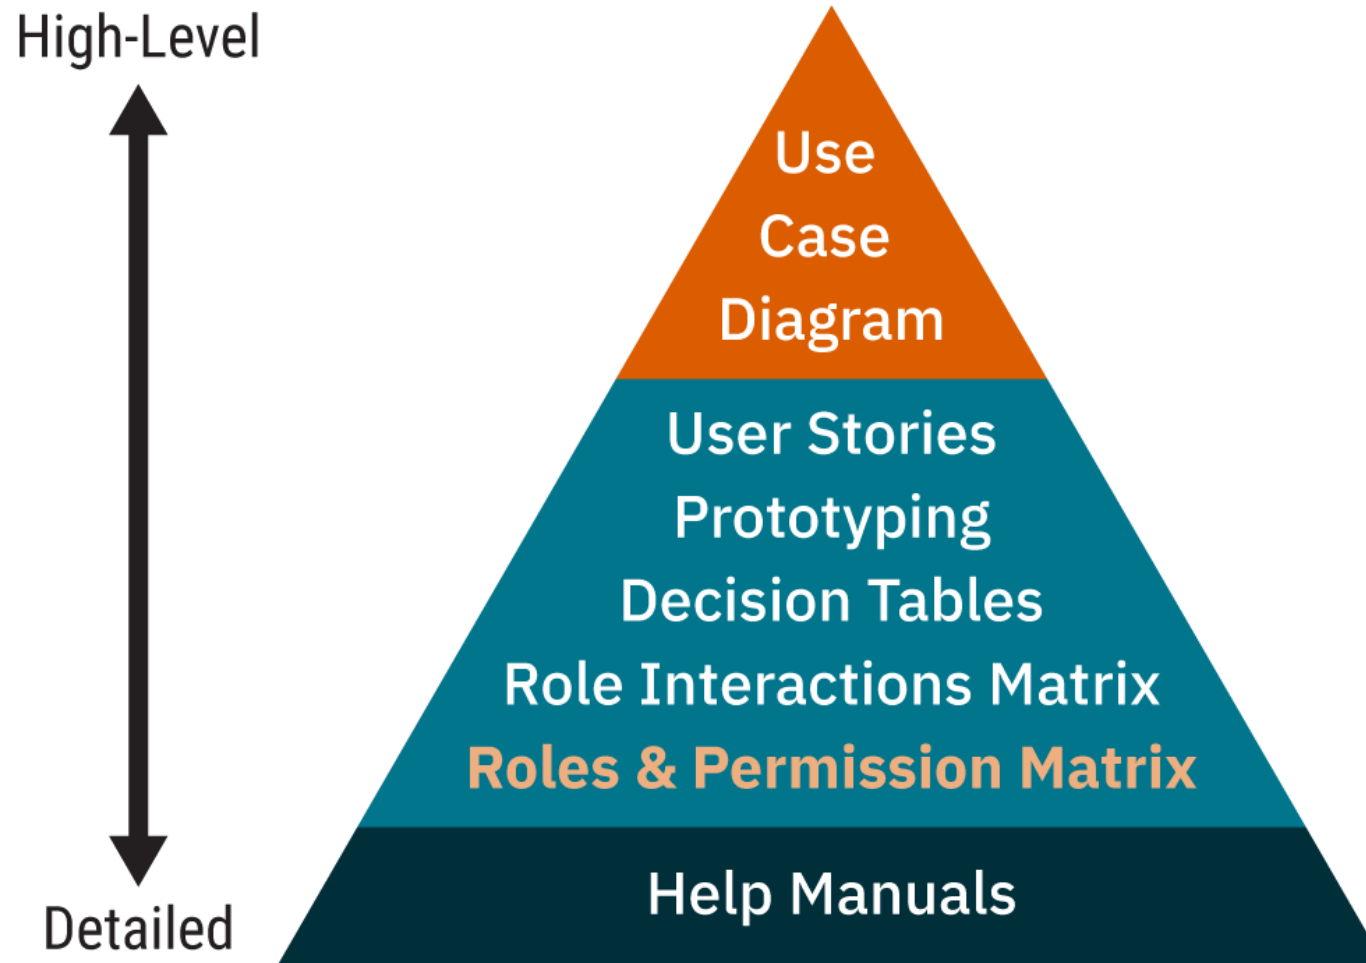 High-Level
Use
Case
Diagram
User Stories
Prototyping
Decision Tables
Role Interactions Matrix
Roles & Permission Matrix
Help Manuals
Detailed